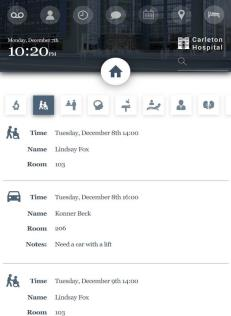 Monday, December 7th
10:20 PM
Carleton
Hospital
Time Tuesday, December 8th 14:00
Name Lindsay Fox
Room 103
Time Tuesday, December 8th 16:00
Name Konner Beck
Room 206
Notes: Need a car with a lift
Time Tuesday, December 9th 14:00
Name Lindsay Fox
Room 103